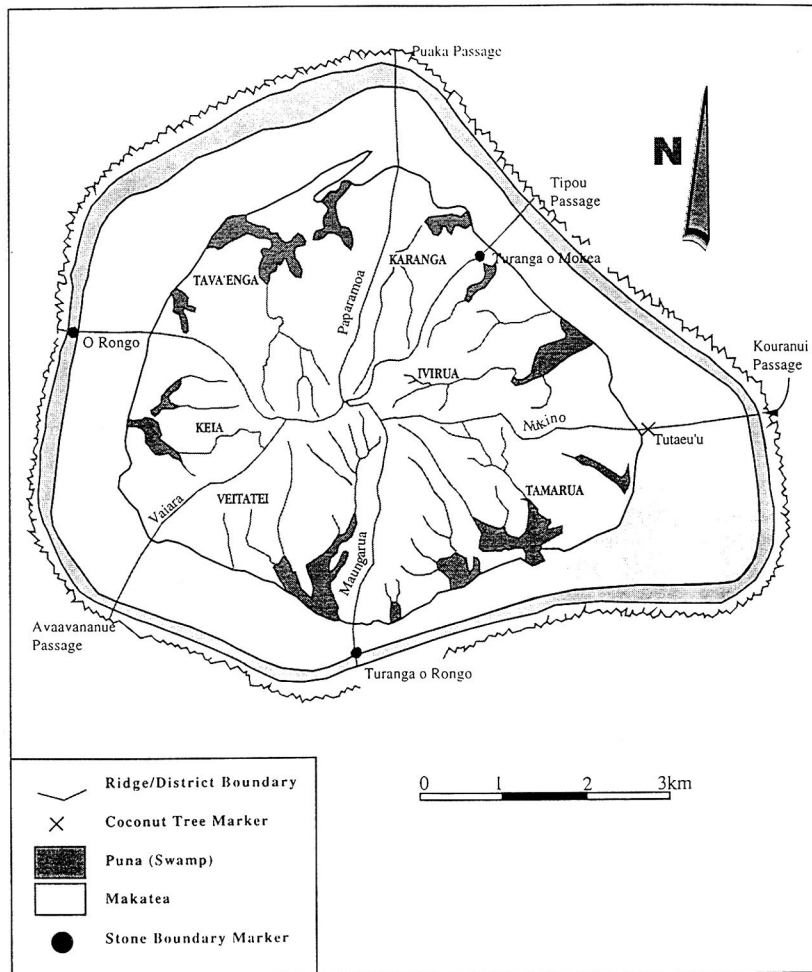 Puaka Passage
N
Tipou
Passage
Turanga o Mokea
KARANGA
TAVA'ENGA
Paparamoa
O Rongo
Kouranui
Passage
IVIRUA
Nikino
Tutaeu'u
KEIA
TAMARUA
VEITATEI
Vaiara
Maungarua
Avaavananue
Passage
Turanga o Rongo
Ridge/District Boundary
Coconut Tree Marker
Puna (Swamp)
Makatea
Stone Boundary Marker
0 1 2 3km